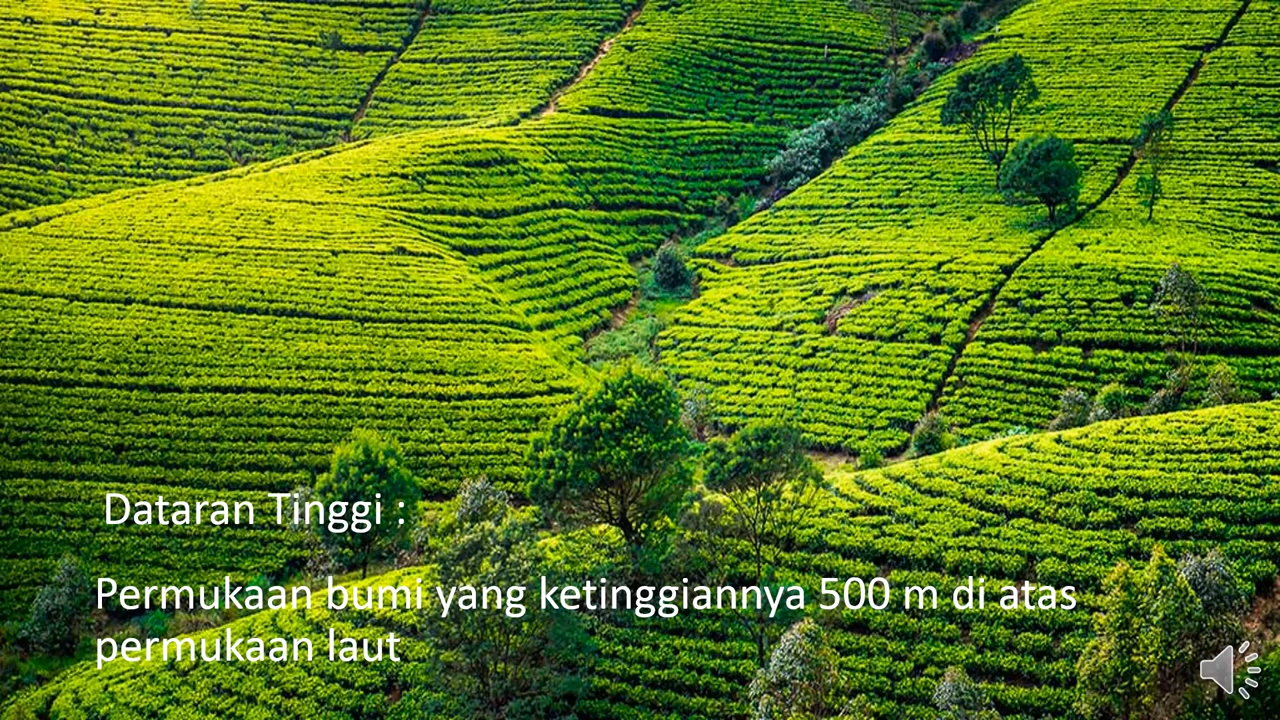 Dataran Tinggi :
Permukaan bumi yang ketinggiannya 500 m di atas
permukaan laut